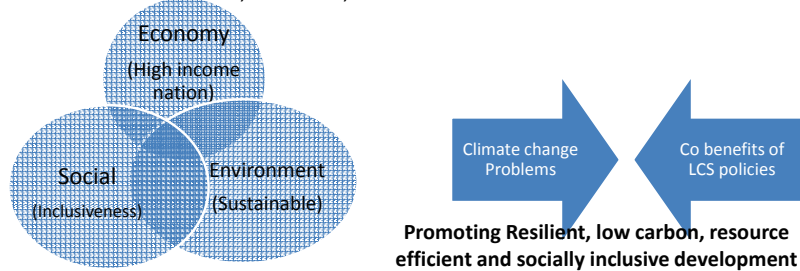 Economy
(High income
nation)
Social
(Inclusiveness)
Environment
(Sustainable)
Climate change
Problems
Co benefits of
LCS policies
Promoting Resilient, low carbon, resource
efficient and socially inclusive development